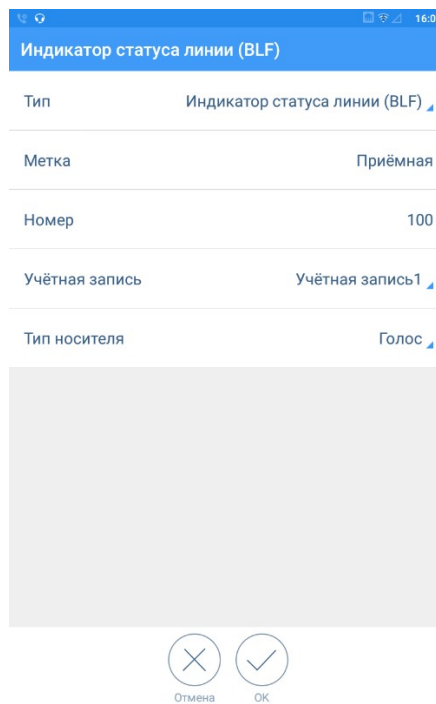 16:0
Индикатор статуса линии (BLF)
Тип Индикатор статуса линии (BLF)
Метка Приёмная
Номер 100
Учётная запись Учётная запись1
Тип носителя Голос
Отмена OK